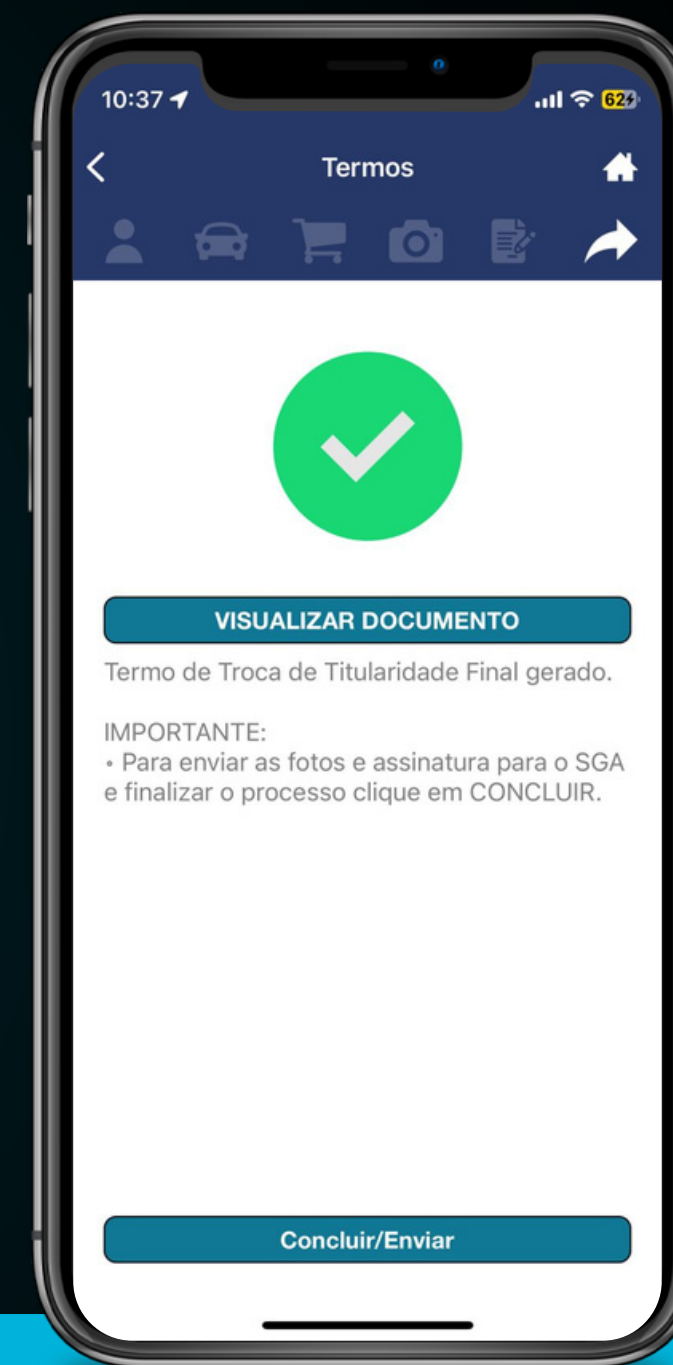 10:37
62
Termos
VISUALIZAR DOCUMENTO
Termo de Troca de Titularidade Final gerado.
IMPORTANTE:
• Para enviar as fotos e assinatura para o SGA
e finalizar o processo clique em CONCLUIR.
Concluir/Enviar